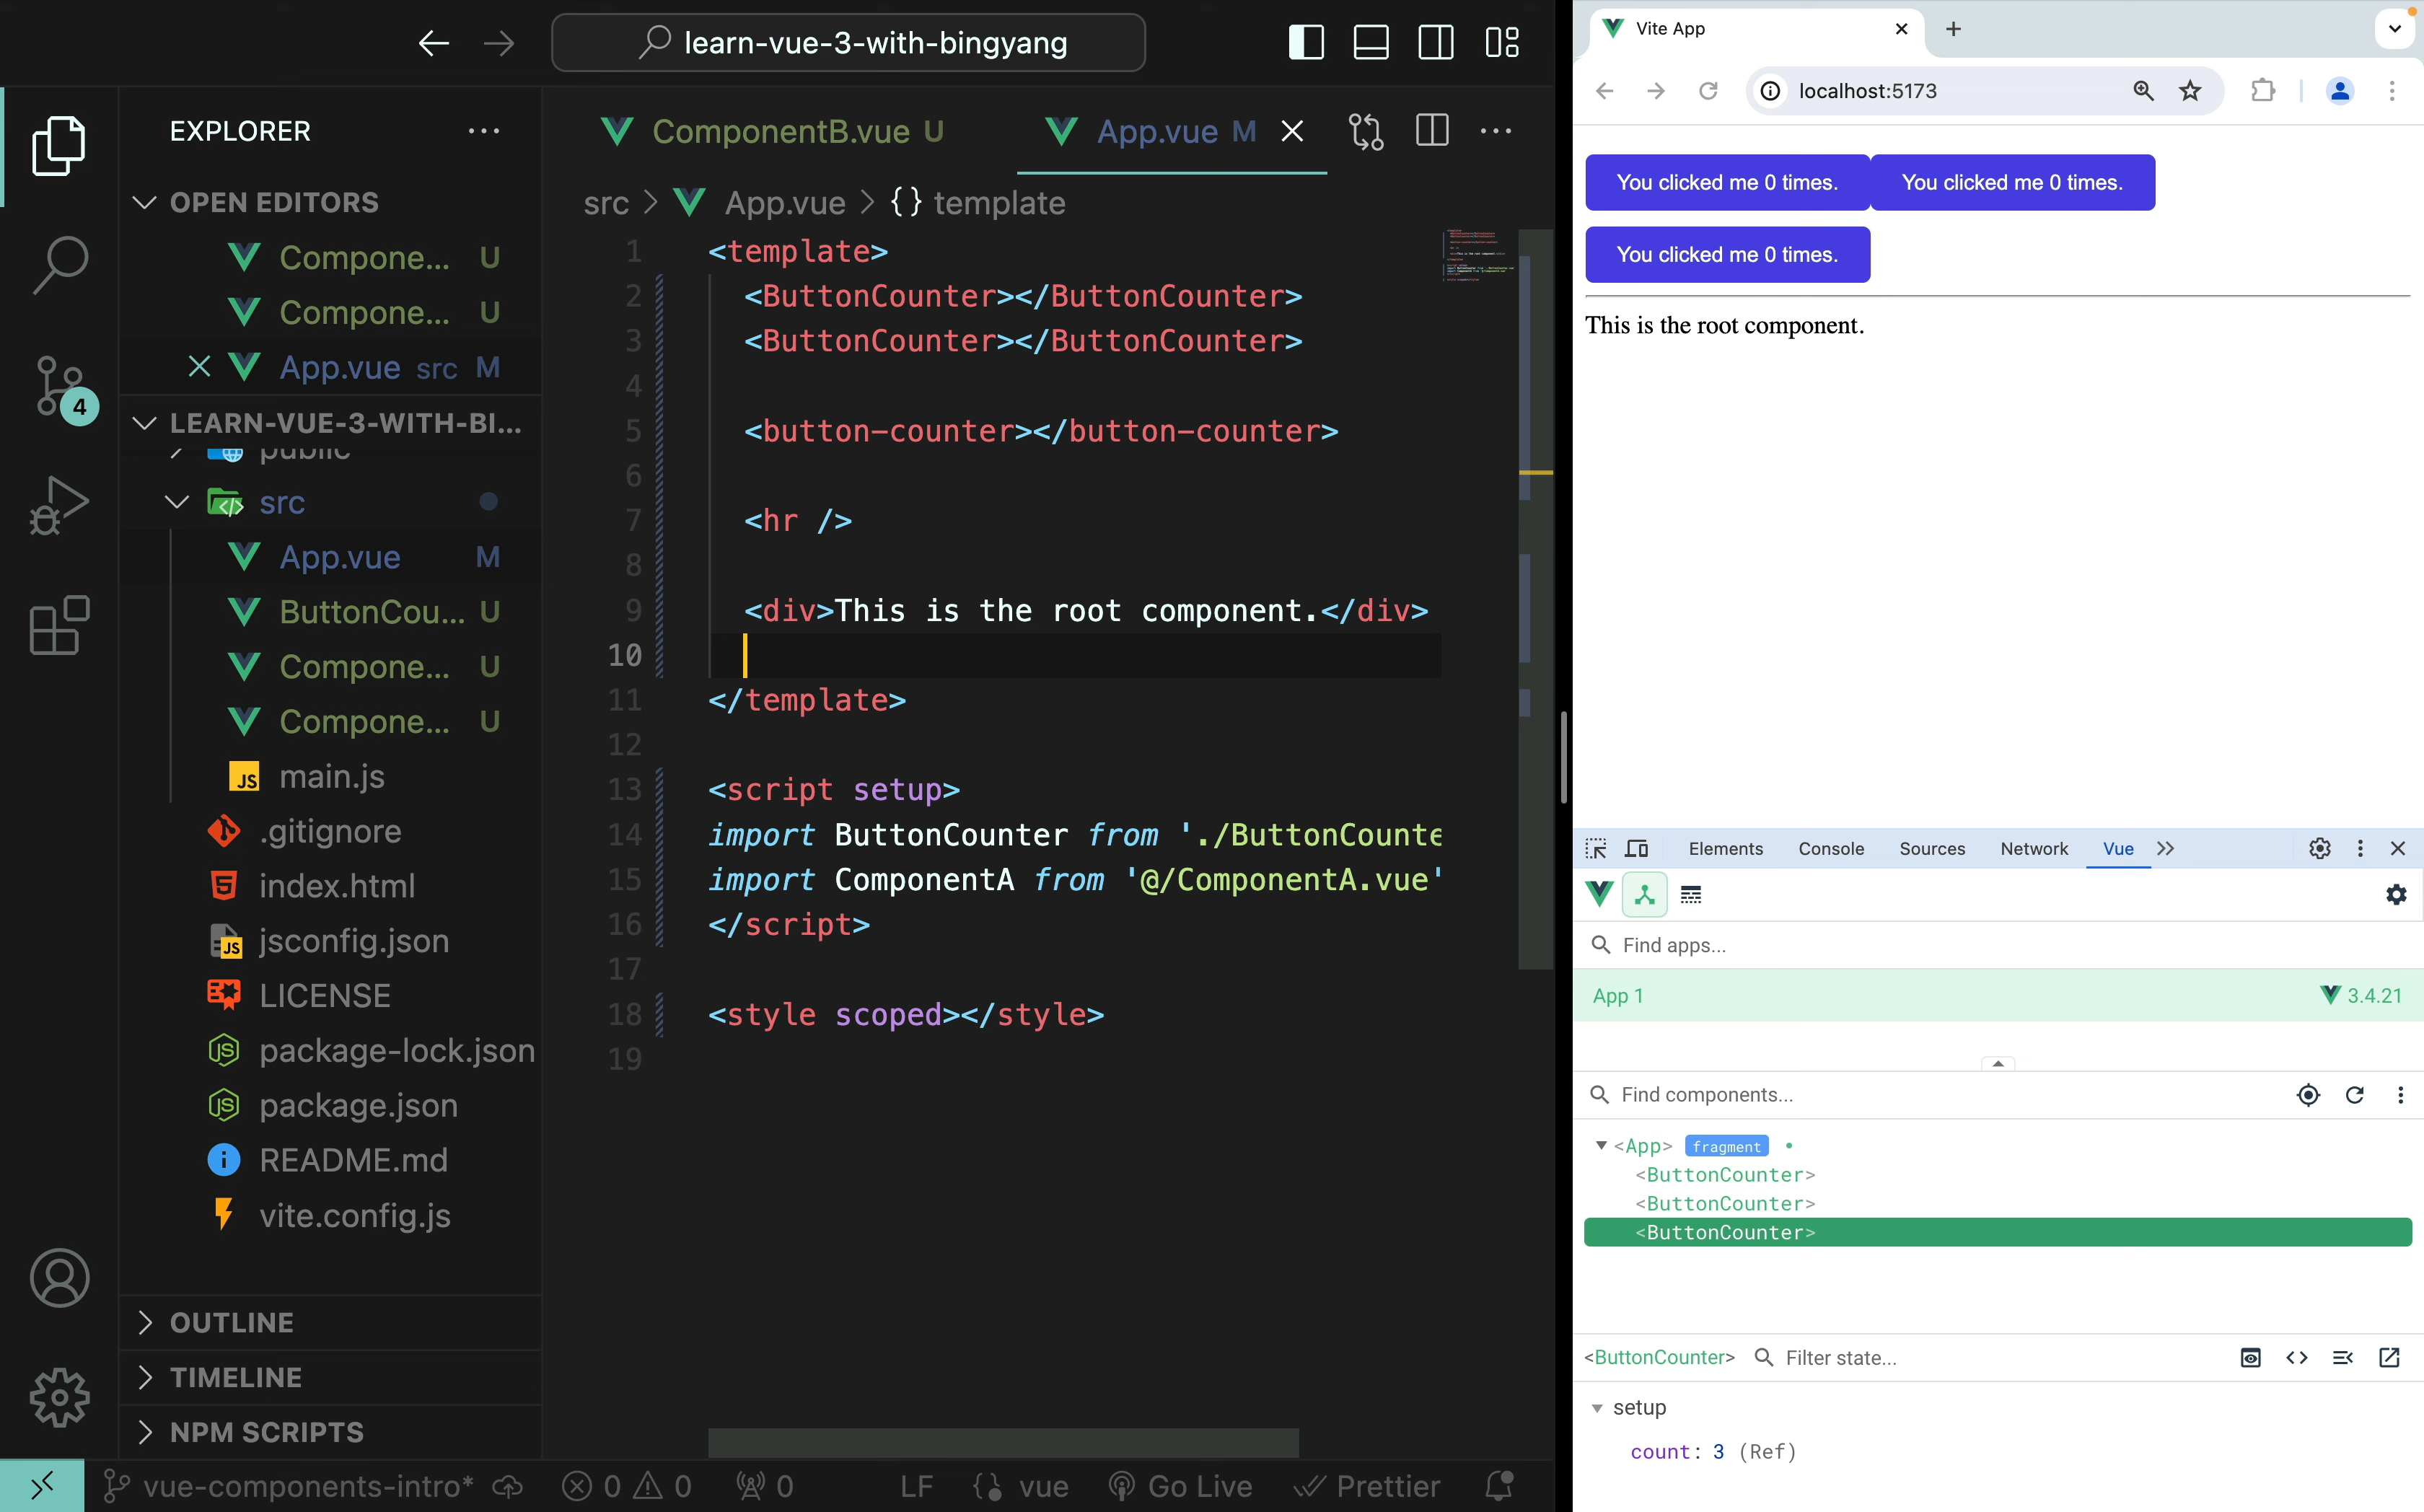 learn-vue-3-with-bingyang
EXPLORER
OPEN EDITORS
Compone... U
Compone... U
App.vue src M
LEARN-VUE-3-WITH-BI...
public
src
App.vue M
ButtonCou... U
Compone... U
Compone... U
main.js
.gitignore
index.html
jsconfig.json
LICENSE
package-lock.json
package.json
README.md
vite.config.js
OUTLINE
TIMELINE
NPM SCRIPTS
4
ComponentB.vue U
App.vue M
src > App.vue > {} template
1 <template>
2 <ButtonCounter></ButtonCounter>
3 <ButtonCounter></ButtonCounter>
4
5 <button-counter></button-counter>
6
7 <hr />
8
9 <div>This is the root component.</div>
10
11 </template>
12
13 <script setup>
14 import ButtonCounter from './ButtonCounte
15 import ComponentA from '@/ComponentA.vue'
16 </script>
17
18 <style scoped></style>
19
vue-components-intro* 0 0 0 LF vue Go Live Prettier
Vite App
localhost:5173
You clicked me 0 times. You clicked me 0 times.
You clicked me 0 times.
This is the root component.
Elements Console Sources Network Vue
Find apps...
App 1 3.4.21
Find components...
<App> fragment
<ButtonCounter>
<ButtonCounter>
<ButtonCounter>
<ButtonCounter> Filter state...
setup
count: 3 (Ref)